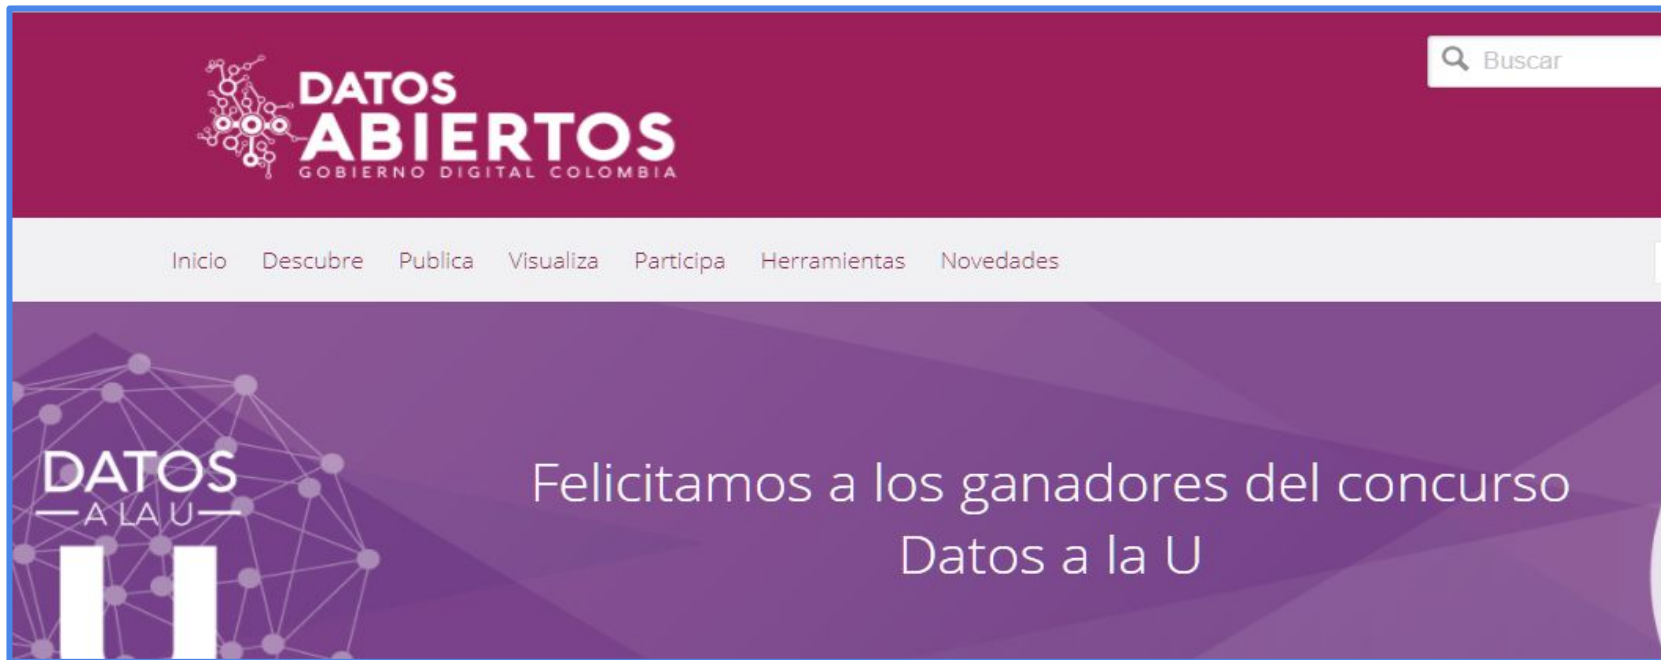 DATOS
ABIERTOS
GOBIERNO DIGITAL COLOMBIA
Buscar
Inicio Descubre Publica Visualiza Participa Herramientas Novedades
DATOS
A LA U
U
Felicitamos a los ganadores del concurso
Datos a la U